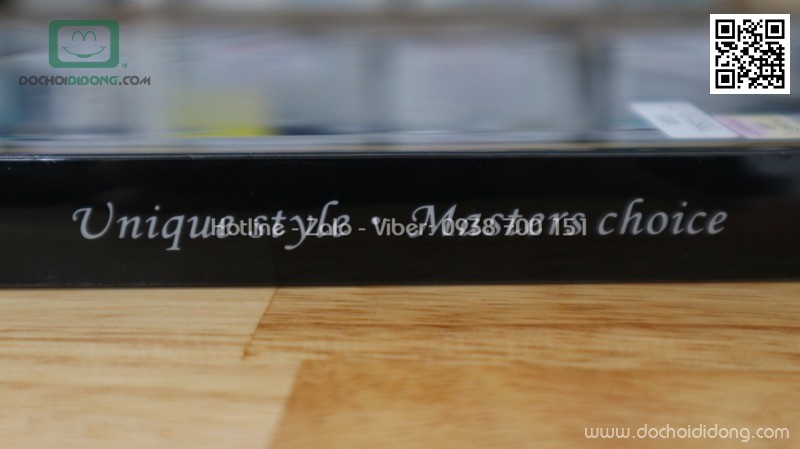 DOCHOIDIDONG.COM
Unique style · Masters choice
Hotline - Zalo - Viber: 0938 700 151
www.dochoididong.com